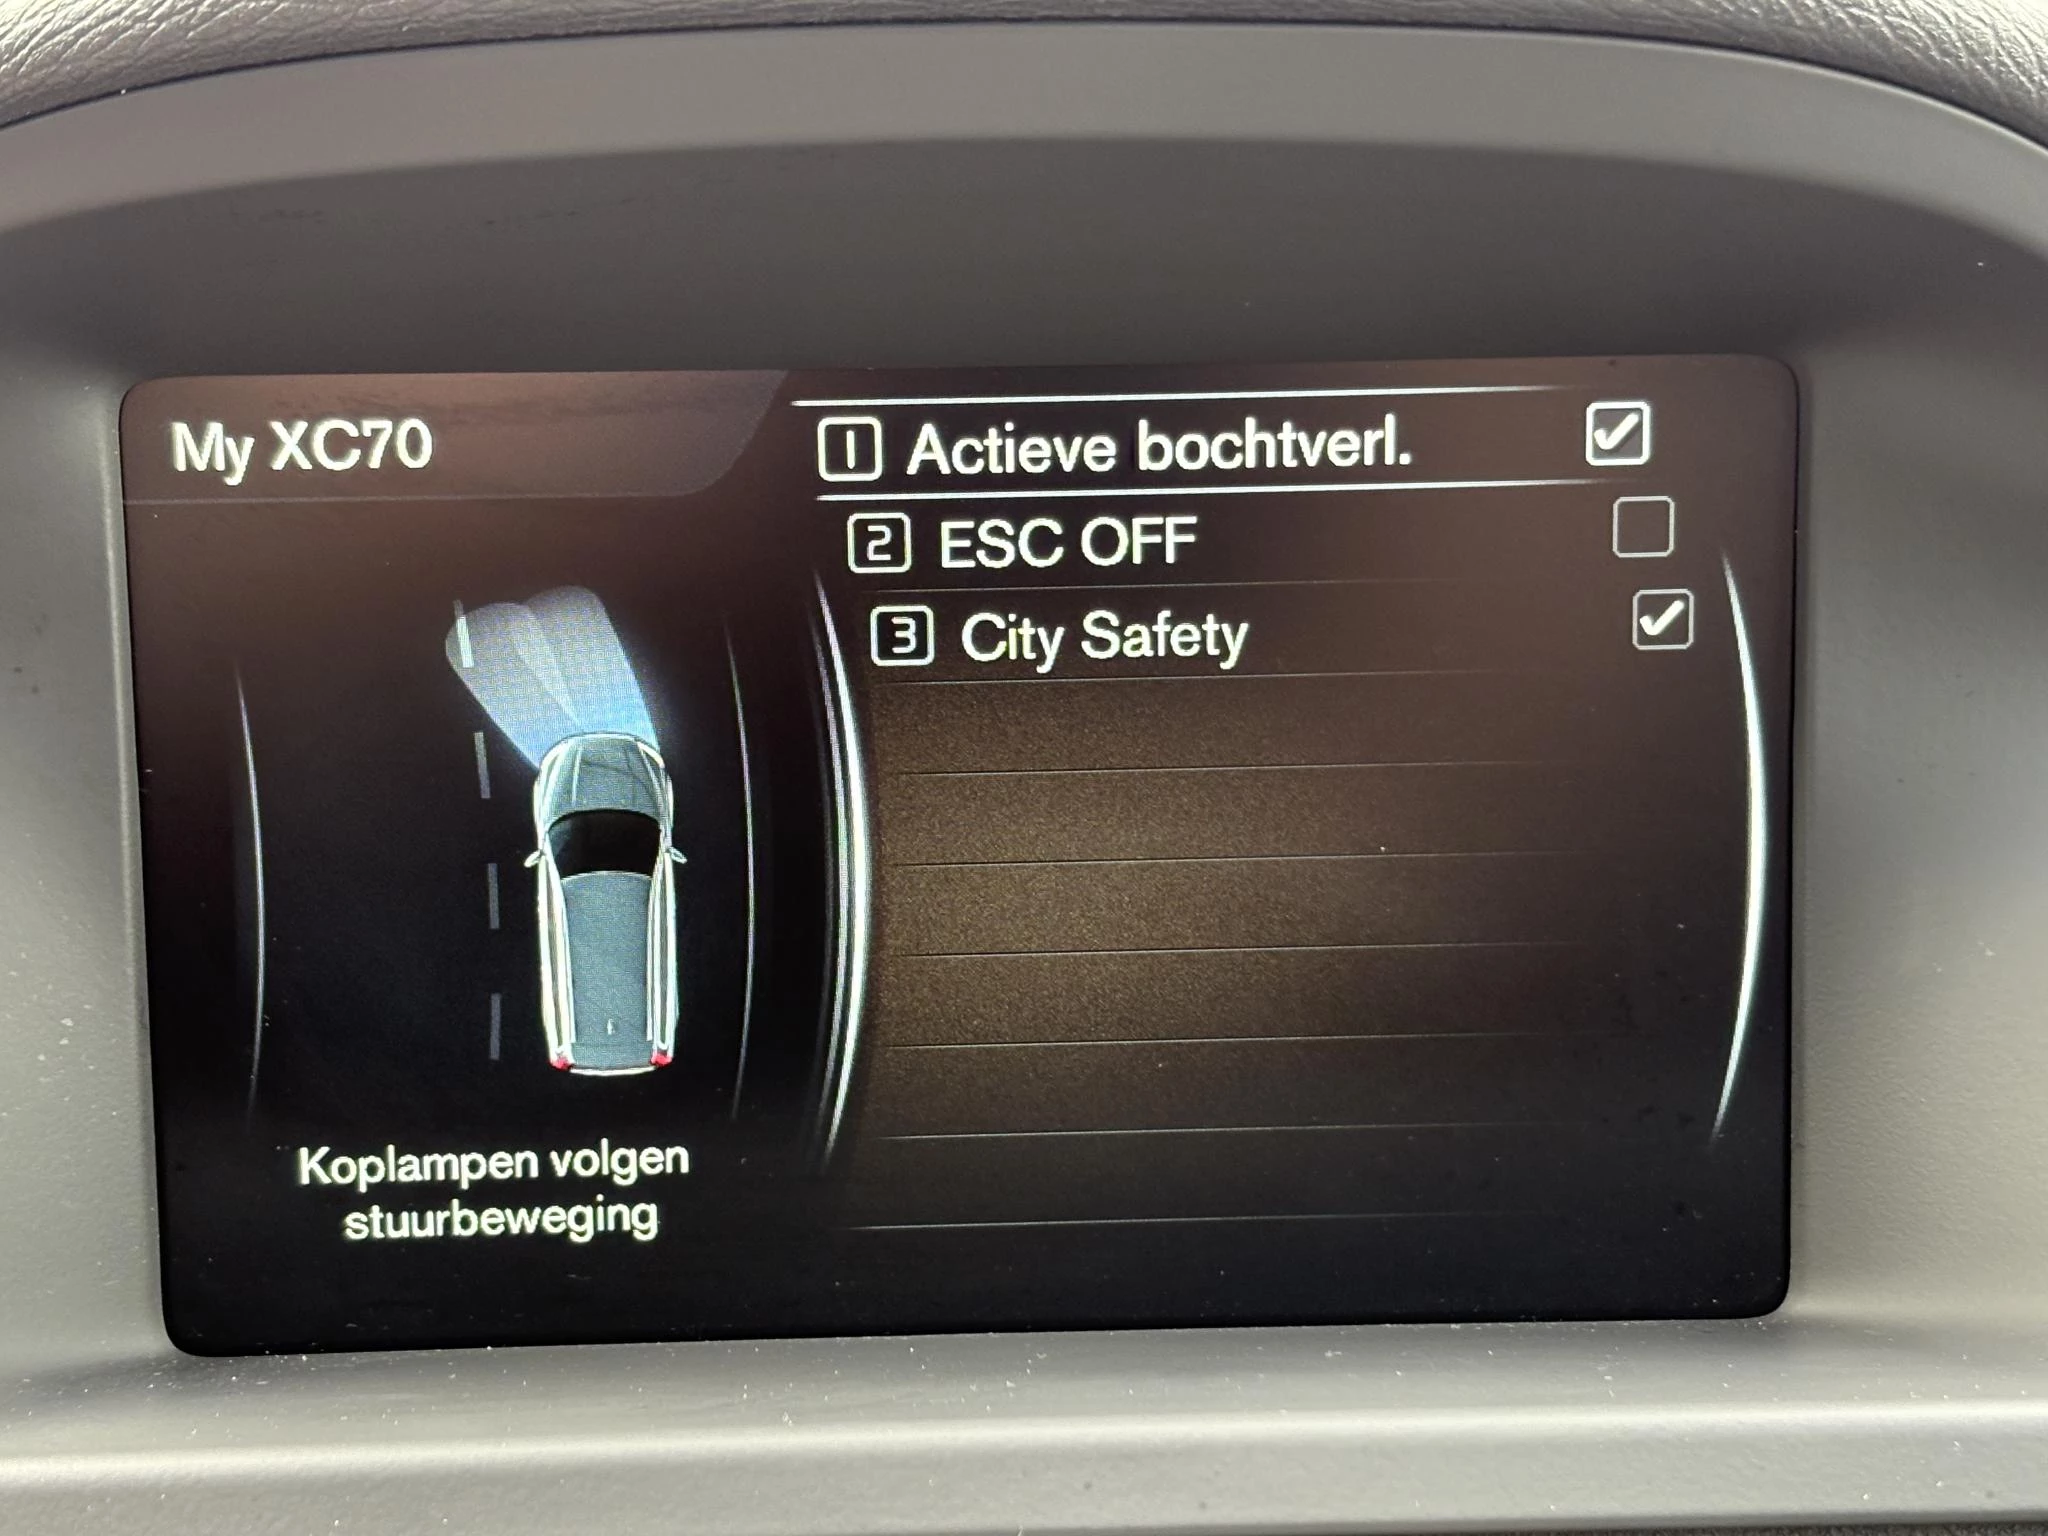 My XC70
1 Actieve bochtverl.
2 ESC OFF
3 City Safety
Koplampen volgen
stuurbeweging